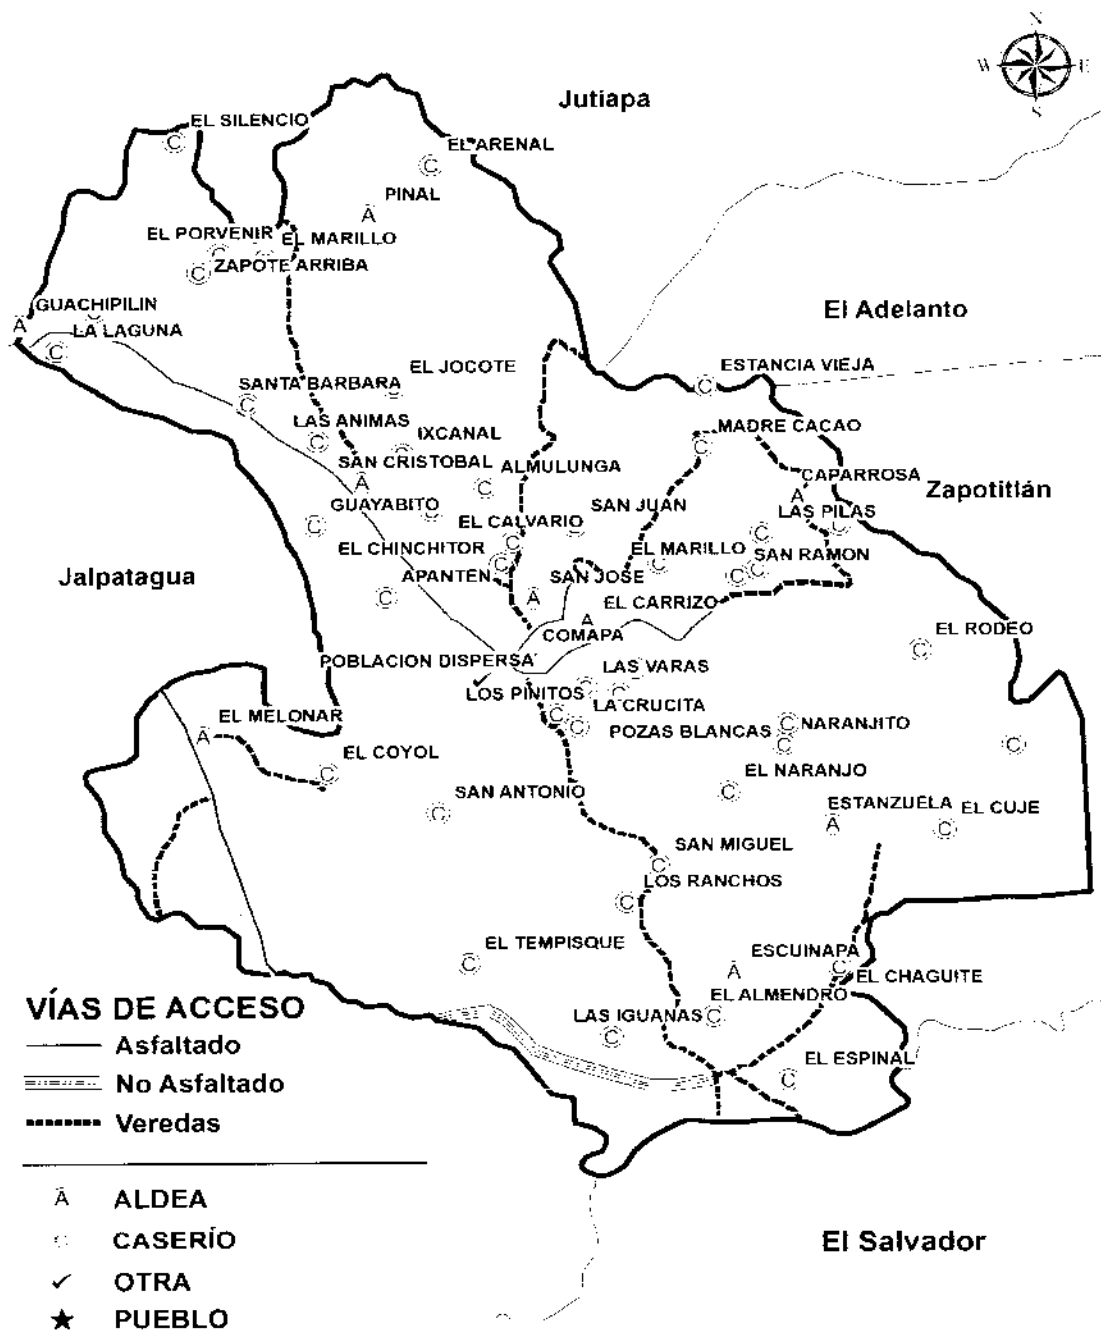 N
W E
S
Jutiapa
EL SILENCIO
EL ARENAL
PINAL
EL PORVENIR
EL MARILLO
ZAPOTE ARRIBA
GUACHIPILIN
LA LAGUNA
El Adelanto
EL JOCOTE
ESTANCIA VIEJA
SANTA BARBARA
LAS ANIMAS
MADRE CACAO
IXCANAL
SAN CRISTOBAL
ALMULUNGA
CAPARROSA
Zapotitlán
GUAYABITO
SAN JUAN
LAS PILAS
EL CALVARIO
EL CHINCHITOR
EL MARILLO
SAN RAMON
Jalpatagua
APANTEN
SAN JOSE
EL CARRIZO
COMAPA
EL RODEO
POBLACION DISPERSA
LAS VARAS
LOS PINITOS
LA CRUCITA
EL MELONAR
POZAS BLANCAS
NARANJITO
EL COYOL
EL NARANJO
SAN ANTONIO
ESTANZUELA
EL CUJE
SAN MIGUEL
LOS RANCHOS
EL TEMPISQUE
ESCUINAPA
EL CHAGUITE
EL ALMENDRO
LAS IGUANAS
EL ESPINAL
VÍAS DE ACCESO
Asfaltado
No Asfaltado
Veredas
A ALDEA
C CASERÍO
OTRA
PUEBLO
El Salvador